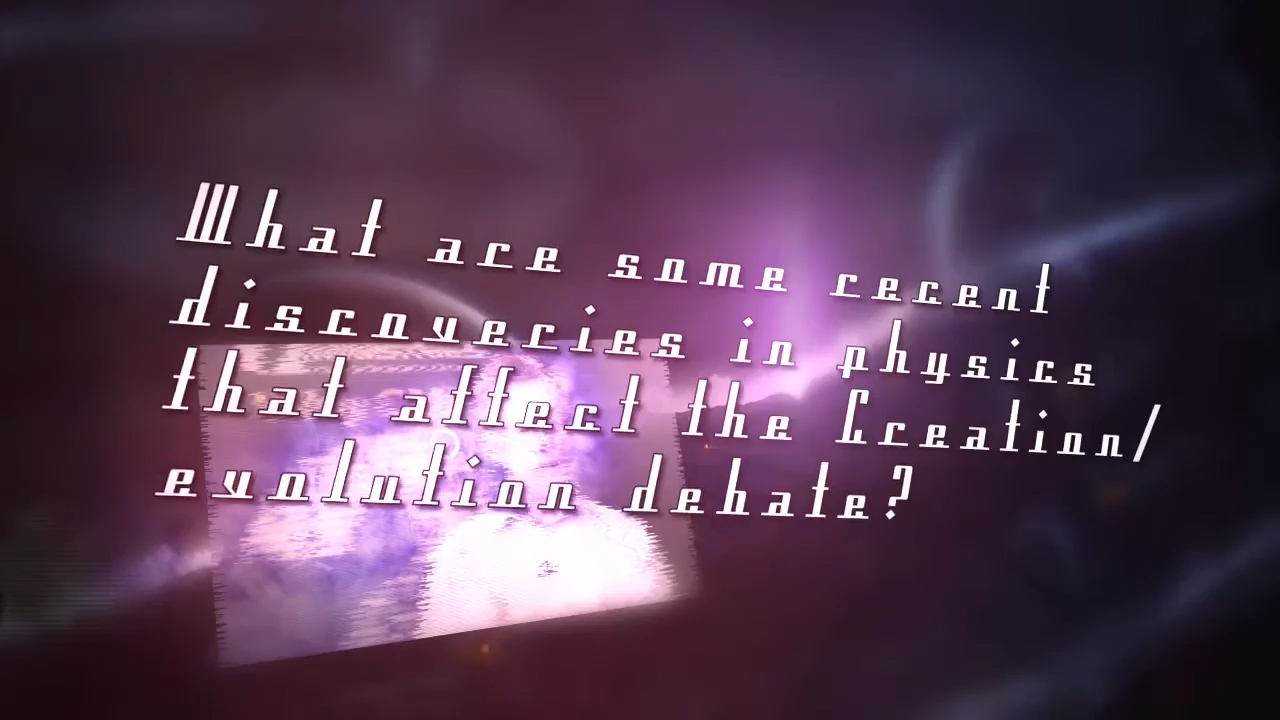 What are some recent
discoveries in physics
that affect the Creation/
evolution debate?